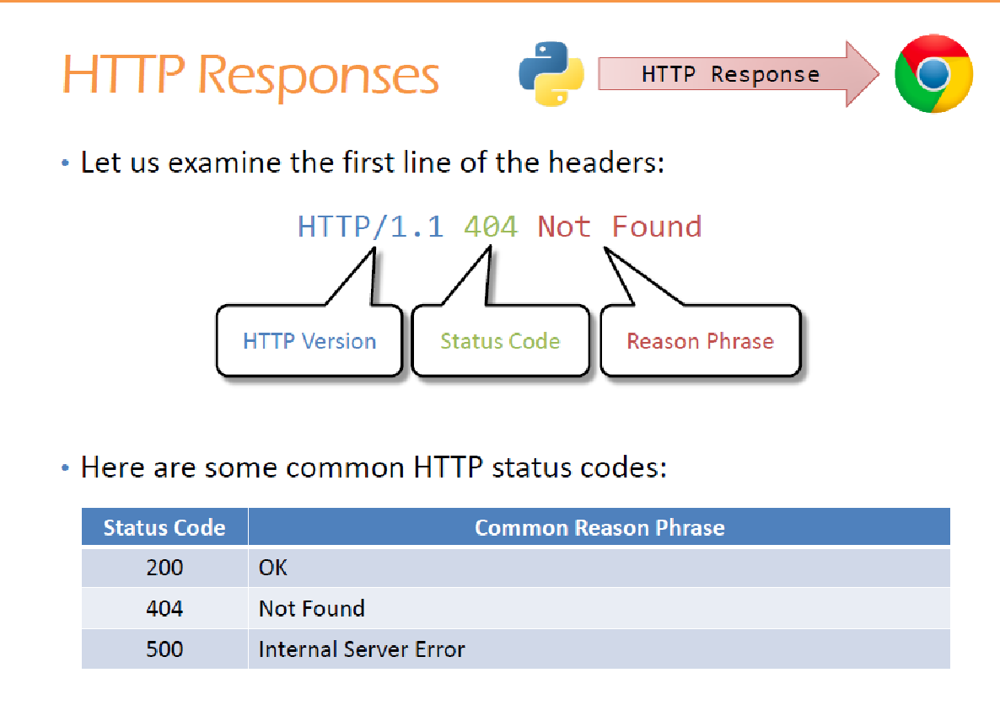 HTTP Responses
HTTP Response
• Let us examine the first line of the headers:
HTTP/1.1 404 Not Found
HTTP Version
Status Code
Reason Phrase
• Here are some common HTTP status codes:
Status Code Common Reason Phrase
200 OK
404 Not Found
500 Internal Server Error